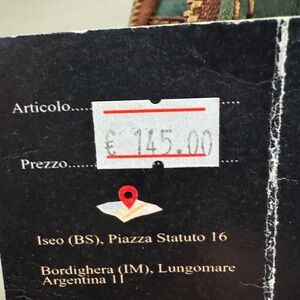 Articolo.....
€ 145.00
Prezzo.....
Iseo (BS), Piazza Statuto 16
Bordighera (IM), Lungomare
Argentina 11